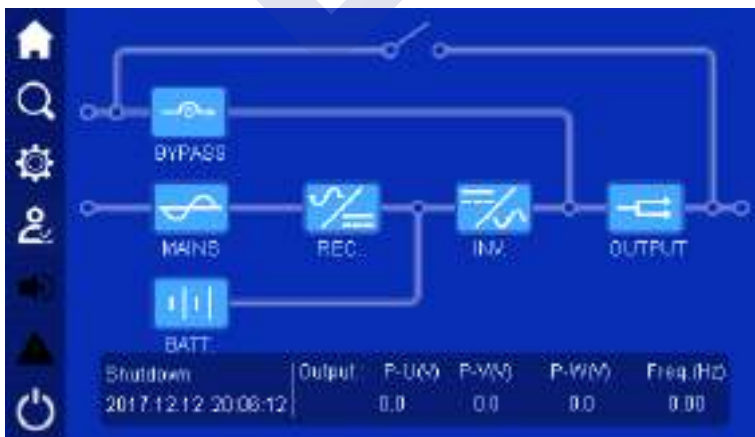 BYPASS
MAINS
REC.
INV.
OUTPUT
BATT.
Shutdown Output P-U(V) P-V(V) P-W(V) Freq.(Hz)
2017.12.12 20:06:12 0.0 0.0 0.0 0.00